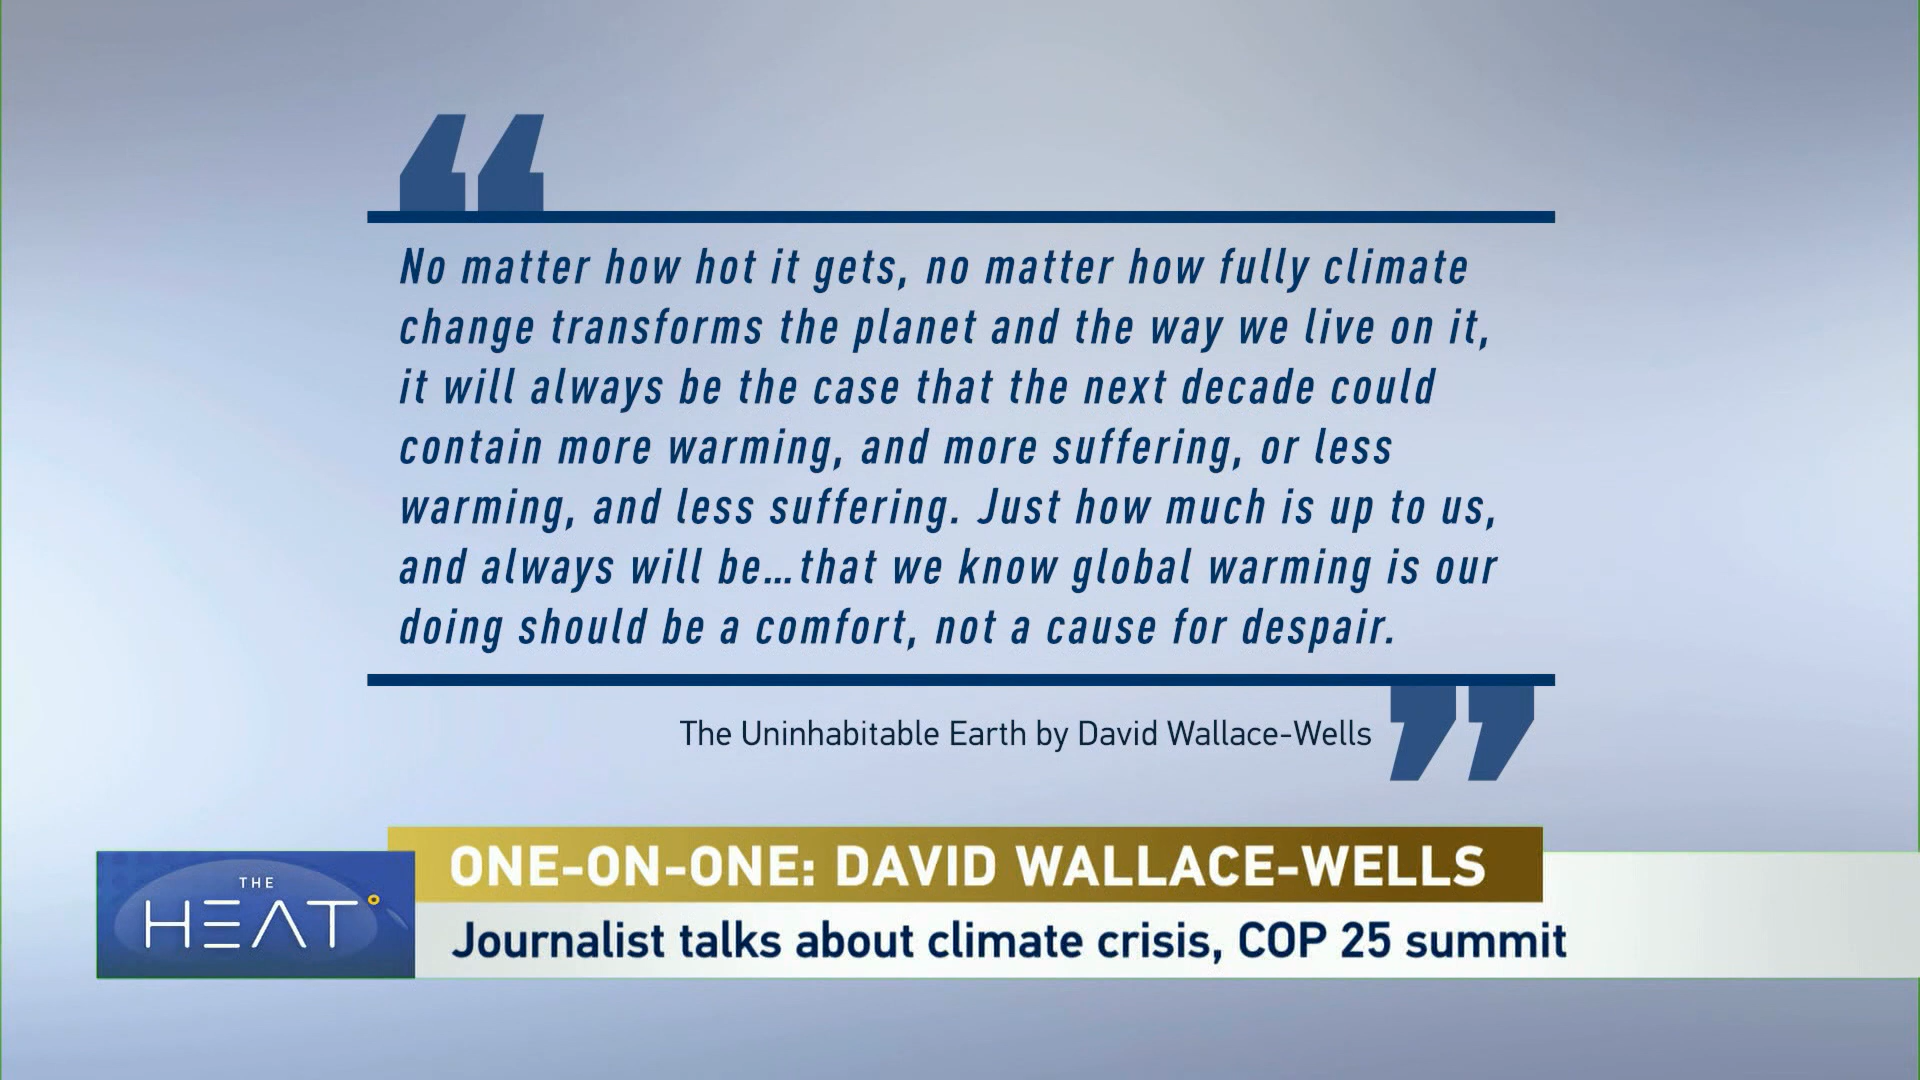 No matter how hot it gets, no matter how fully climate
change transforms the planet and the way we live on it,
it will always be the case that the next decade could
contain more warming, and more suffering, or less
warming, and less suffering. Just how much is up to us,
and always will be...that we know global warming is our
doing should be a comfort, not a cause for despair.
The Uninhabitable Earth by David Wallace-Wells
ONE-ON-ONE: DAVID WALLACE-WELLS
THE
HEAT
Journalist talks about climate crisis, COP 25 summit